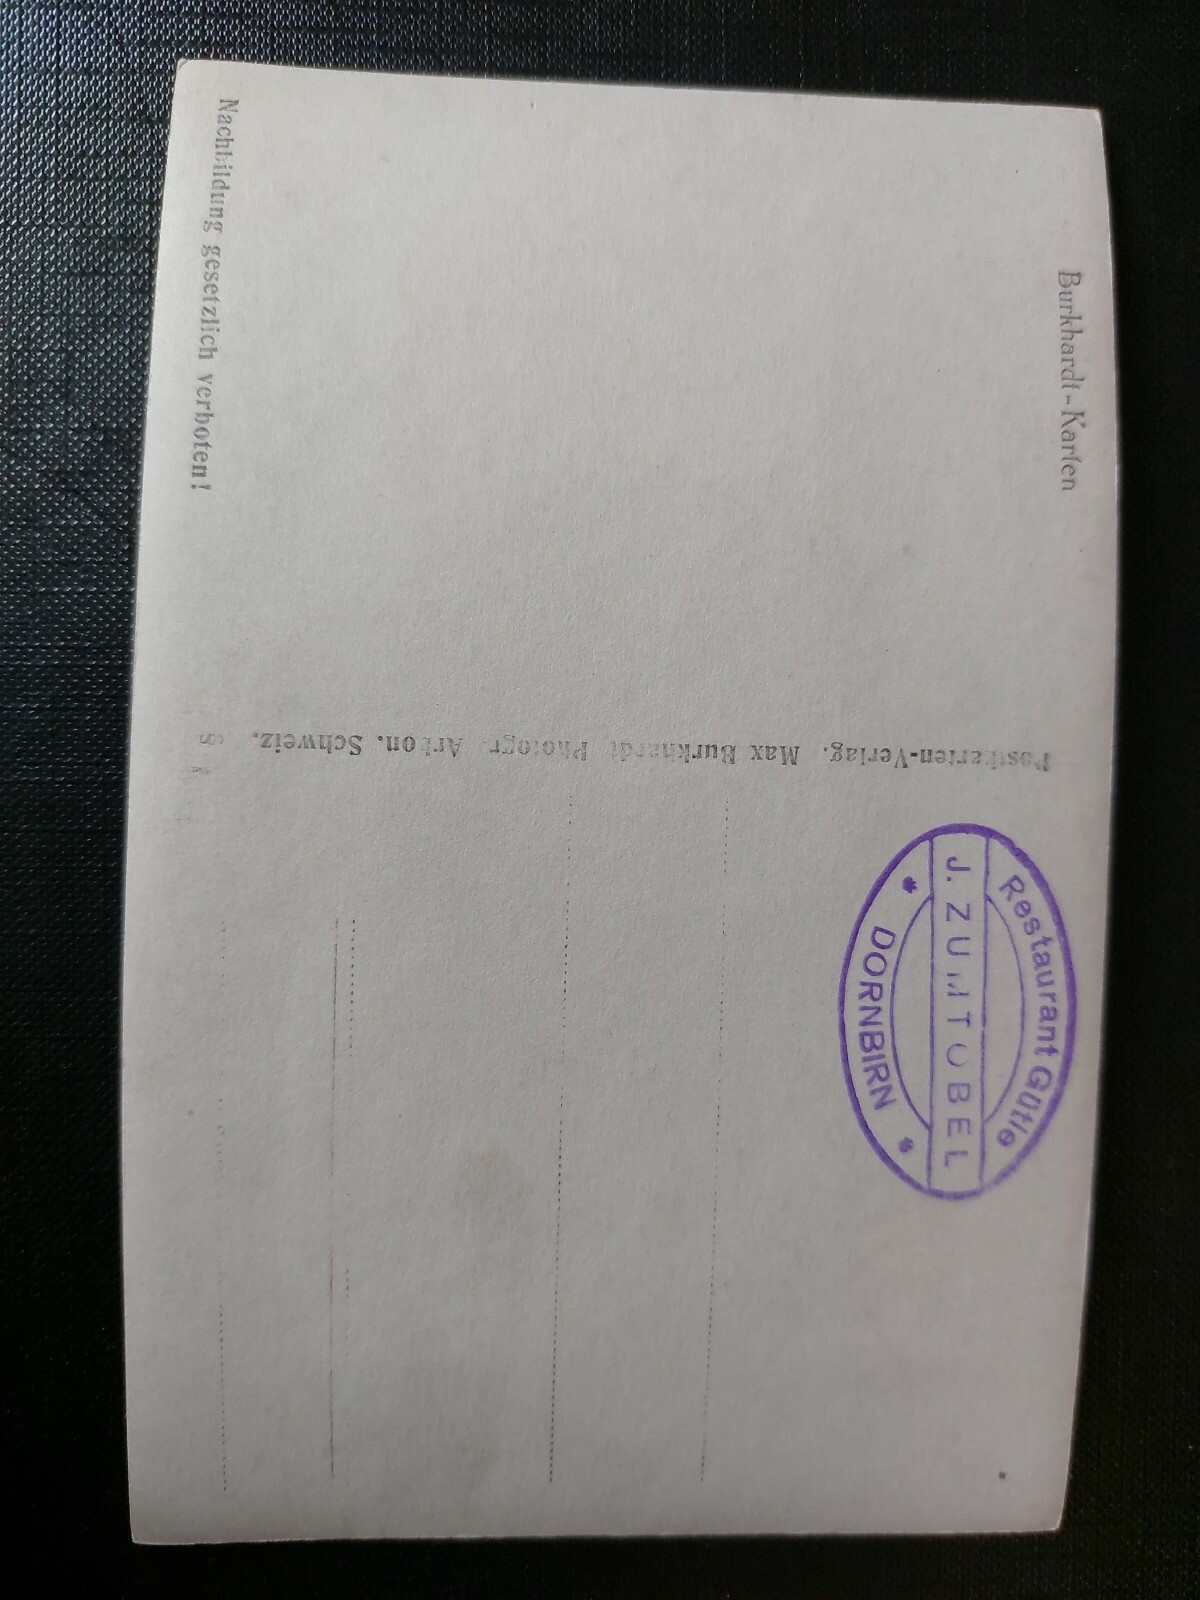 Burkhardt-Karten
Nachbildung gesetzlich verboten!
Postkarten-Verlag. Max Burkhardt Photogr. Arbon. Schweiz.
Restaurant Gütle
J. ZUMTOBEL
* DORNBIRN *